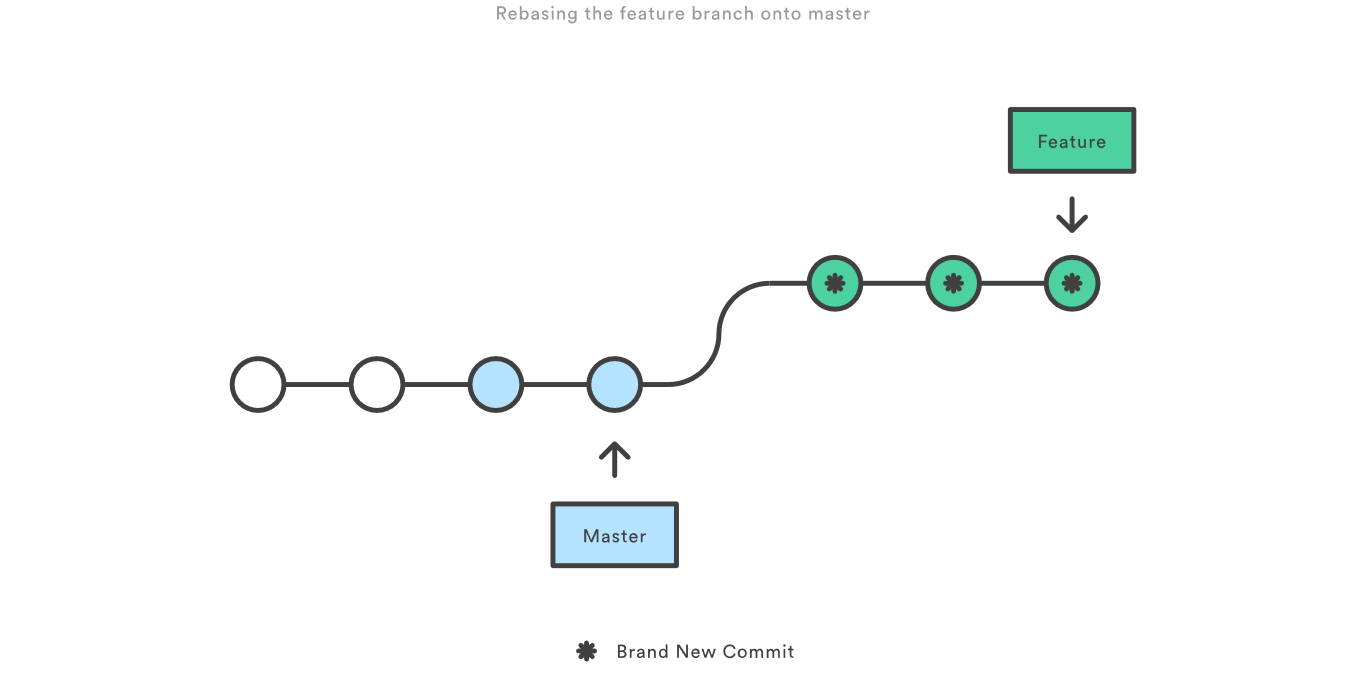 Rebasing the feature branch onto master
Feature
Master
Brand New Commit